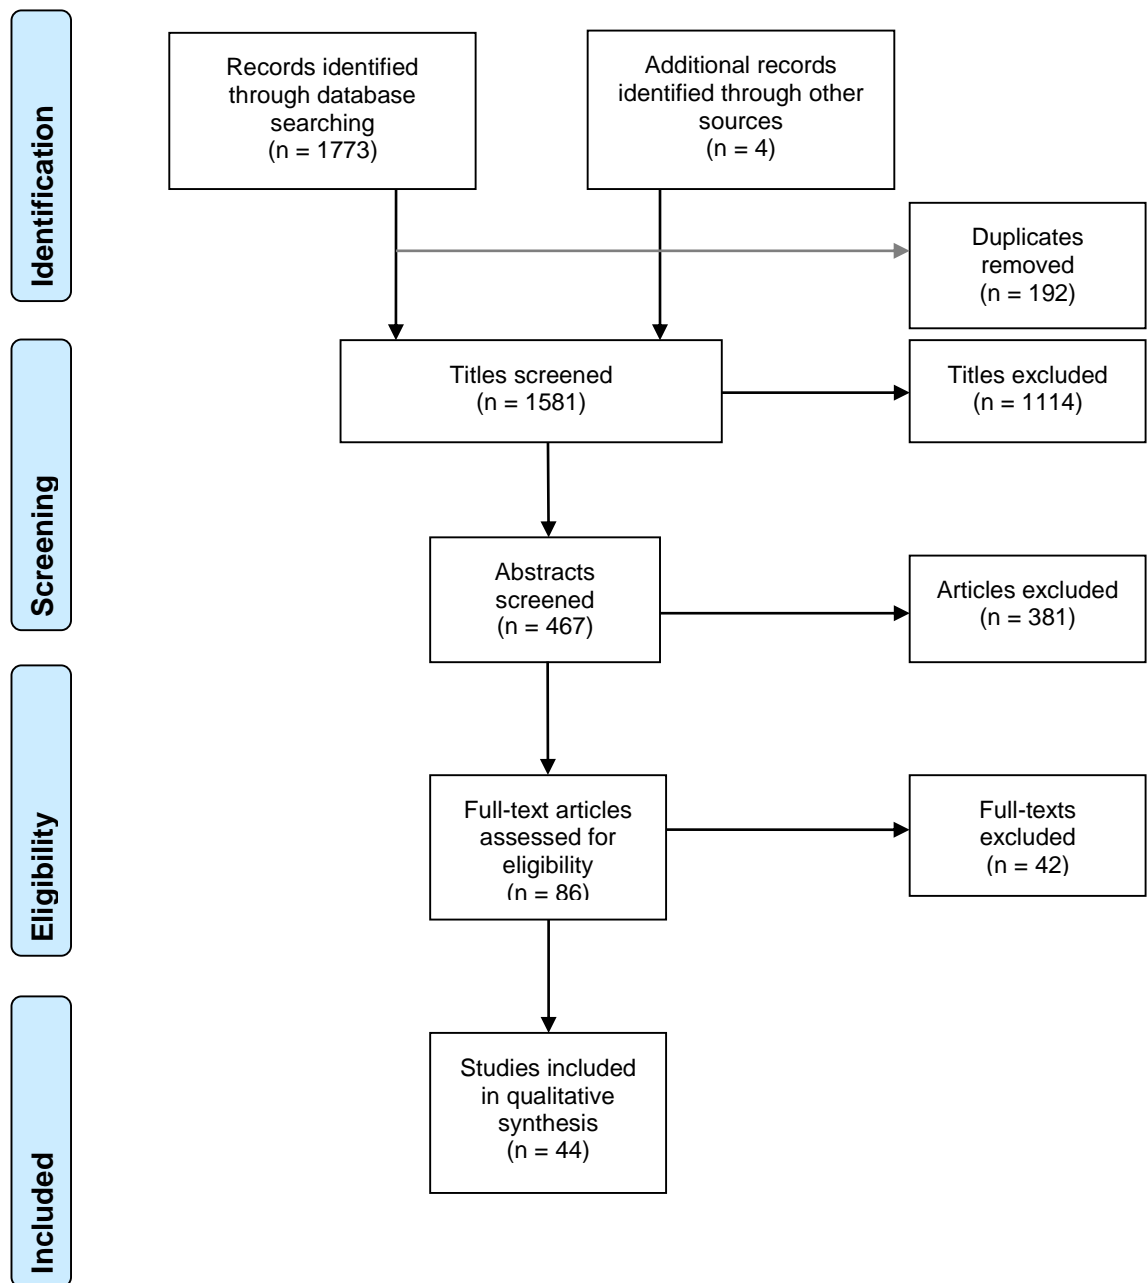 Identification
Records identified
through database
searching
(n = 1773)
Additional records
identified through other
sources
(n = 4)
Duplicates
removed
(n = 192)
Screening
Titles screened
(n = 1581)
Titles excluded
(n = 1114)
Abstracts
screened
(n = 467)
Articles excluded
(n = 381)
Eligibility
Full-text articles
assessed for
eligibility
(n = 86)
Full-texts
excluded
(n = 42)
Included
Studies included
in qualitative
synthesis
(n = 44)